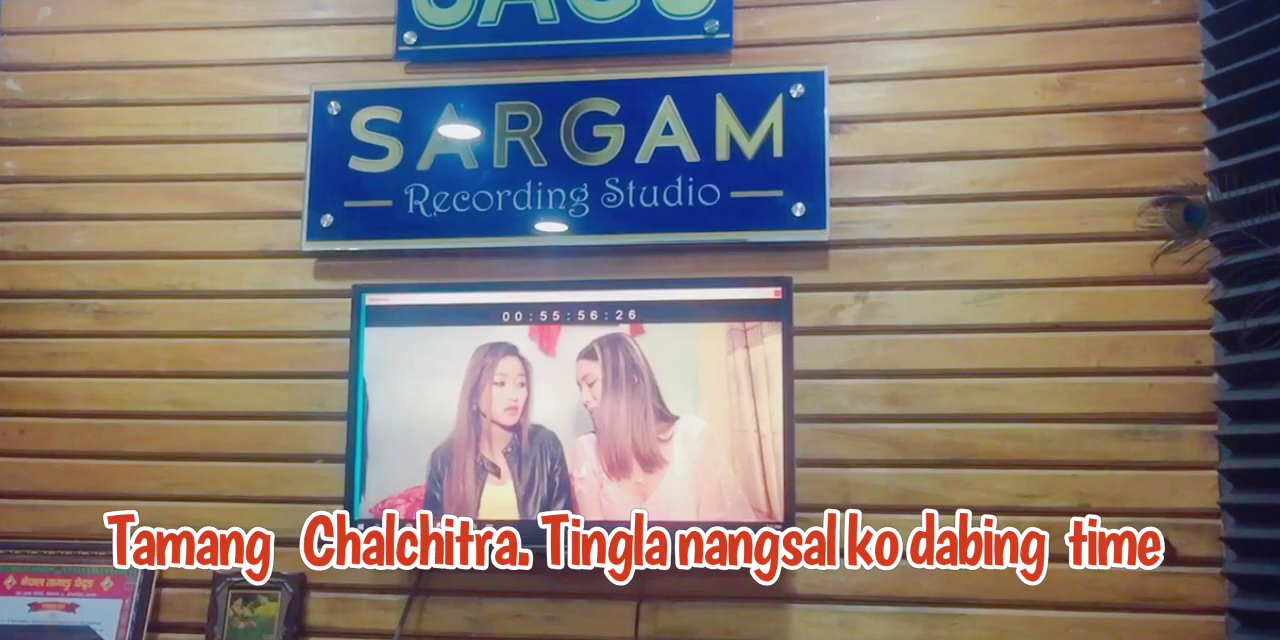 SARGAM
Recording Studio
00:55:56:26
Tamang Chalchitra. Tingla nangsal ko dabing time
नेपाल तामाङ घेदुङ